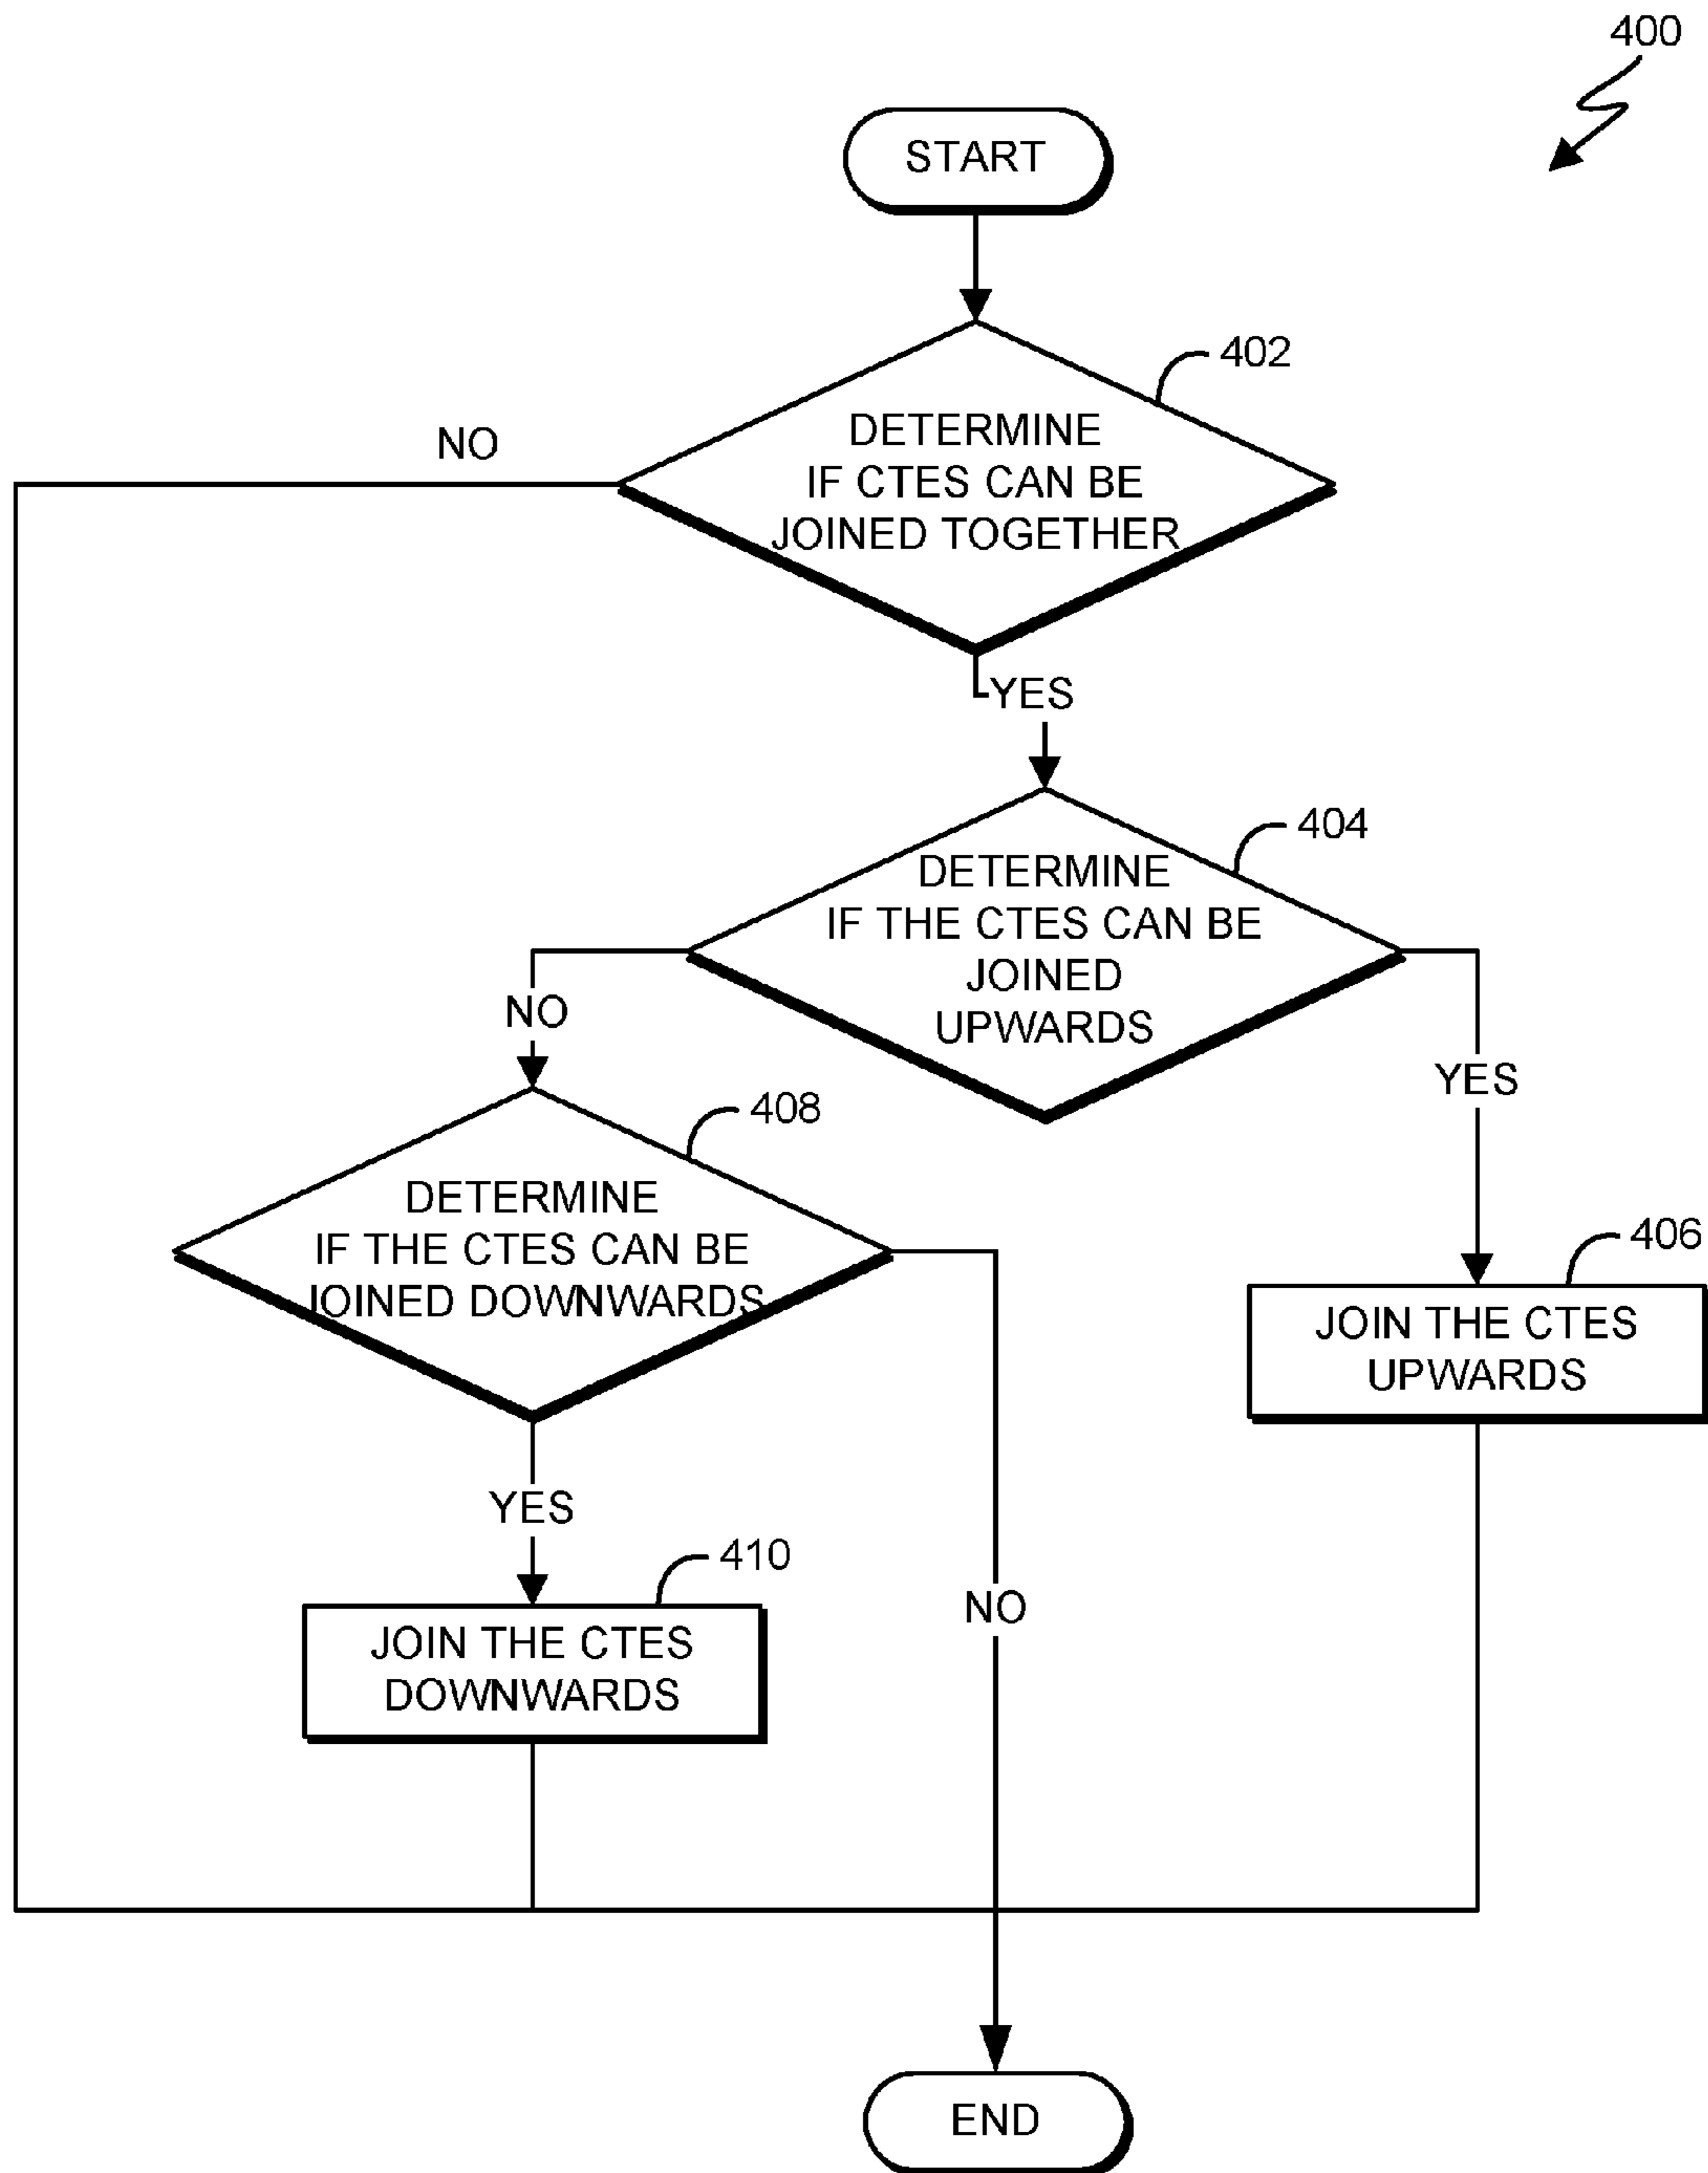 400
START
402
NO
DETERMINE
IF CTES CAN BE
JOINED TOGETHER
YES
404
DETERMINE
IF THE CTES CAN BE
JOINED
UPWARDS
NO
YES
408
DETERMINE
IF THE CTES CAN BE
JOINED DOWNWARDS
406
JOIN THE CTES
UPWARDS
YES
410
NO
JOIN THE CTES
DOWNWARDS
END